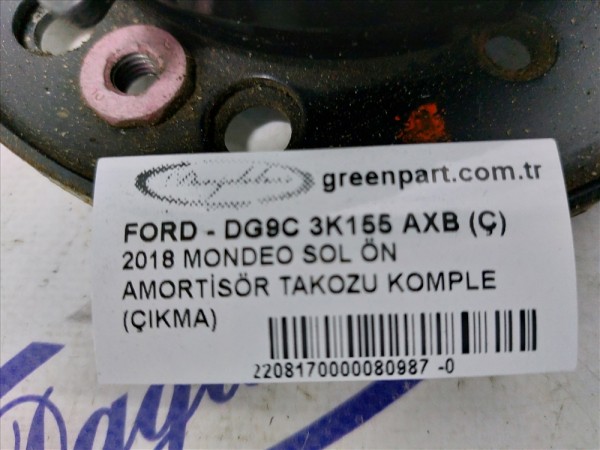 greenpart.com.tr
FORD - DG9C 3K155 AXB (Ç)
2018 MONDEO SOL ÖN
AMORTİSÖR TAKOZU KOMPLE
(ÇIKMA)
2208170000080987 -0